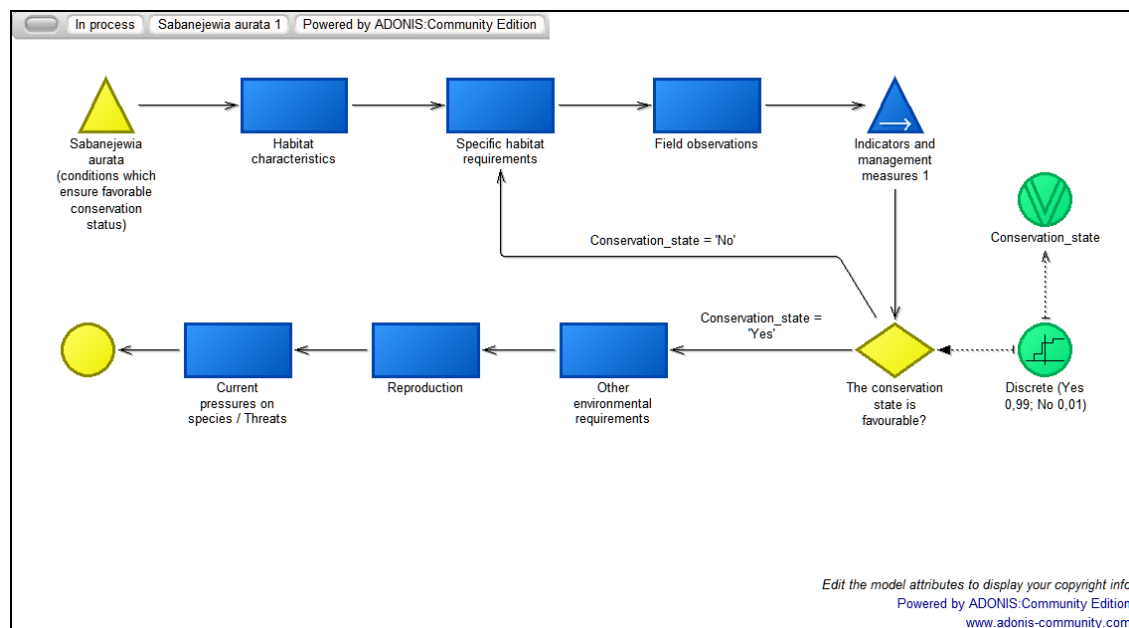 In process Sabanejewia aurata 1 Powered by ADONIS:Community Edition
Sabanejewia
aurata
(conditions which
ensure favorable
conservation
status)
Habitat
characteristics
Specific habitat
requirements
Field observations
Indicators and
management
measures 1
Conservation_state
Conservation_state = 'No'
Conservation_state =
'Yes'
Current
pressures on
species / Threats
Reproduction
Other
environmental
requirements
The conservation
state is
favourable?
Discrete (Yes
0,99; No 0,01)
Edit the model attributes to display your copyright info
Powered by ADONIS:Community Edition
www.adonis-community.com